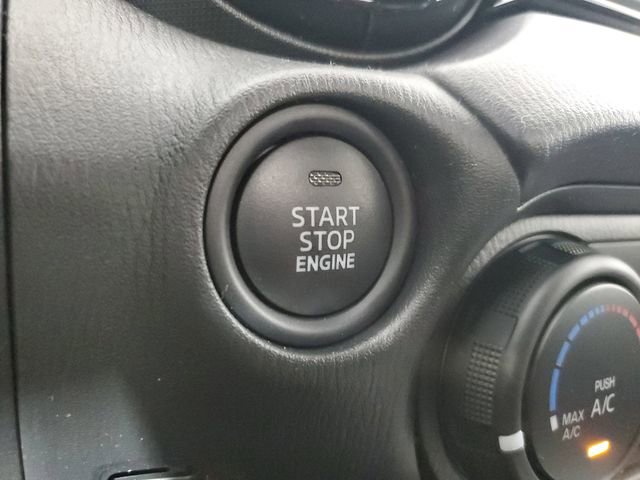 START
STOP
ENGINE
PUSH
A/C
MAX
A/C